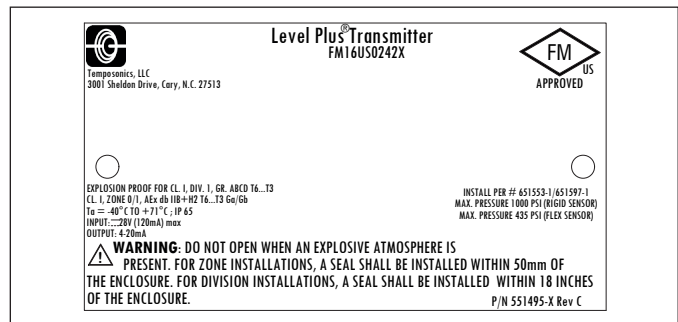 Level Plus® Transmitter
FM16US0242X
Temposonics, LLC
3001 Sheldon Drive, Cary, N.C. 27513
FM
US
APPROVED
EXPLOSION PROOF FOR CL. I, DIV. 1, GR. ABCD T6...T3
CL. I, ZONE 0/1, AEx db IIB+H2 T6...T3 Ga/Gb
Ta = -40°C TO +71°C ; IP 65
INPUT: ⎓28V (120mA) max
OUTPUT: 4-20mA
INSTALL PER # 651553-1/651597-1
MAX. PRESSURE 1000 PSI (RIGID SENSOR)
MAX. PRESSURE 435 PSI (FLEX SENSOR)
WARNING: DO NOT OPEN WHEN AN EXPLOSIVE ATMOSPHERE IS
PRESENT. FOR ZONE INSTALLATIONS, A SEAL SHALL BE INSTALLED WITHIN 50mm OF
THE ENCLOSURE. FOR DIVISION INSTALLATIONS, A SEAL SHALL BE INSTALLED WITHIN 18 INCHES
OF THE ENCLOSURE.
P/N 551495-X Rev C